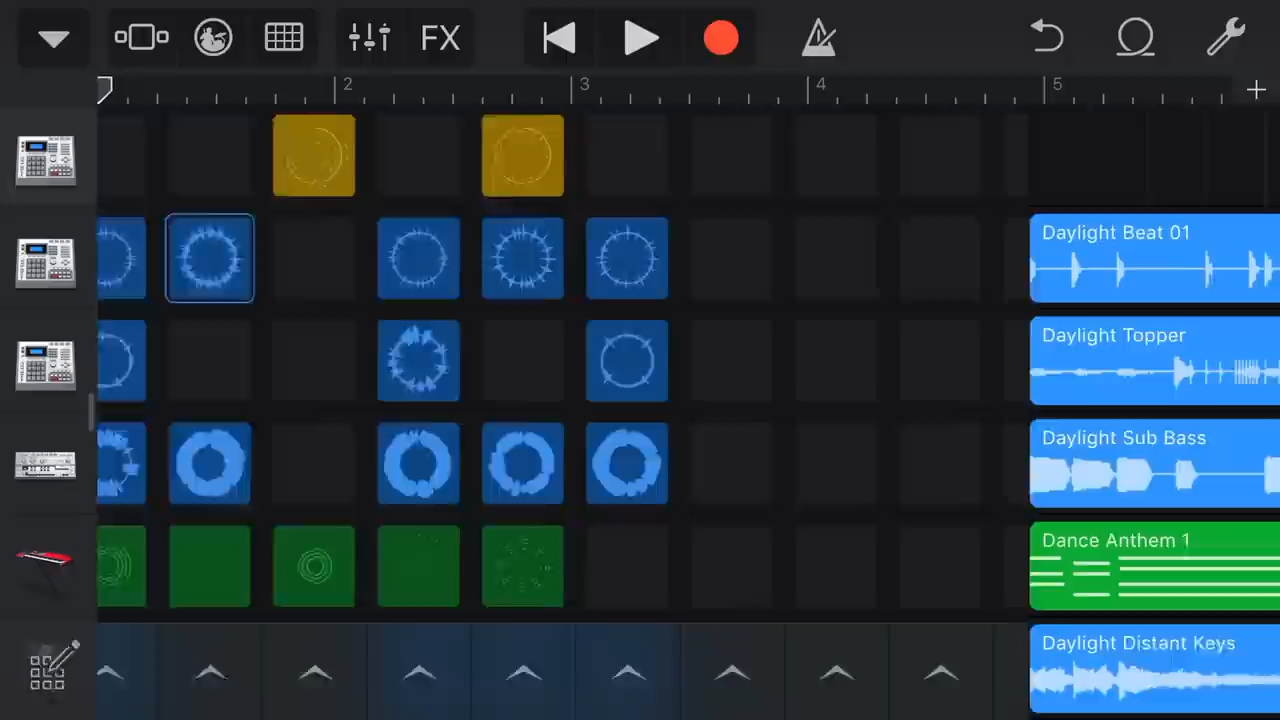 FX
2
3
4
5
Daylight Beat 01
Daylight Topper
Daylight Sub Bass
Dance Anthem 1
Daylight Distant Keys